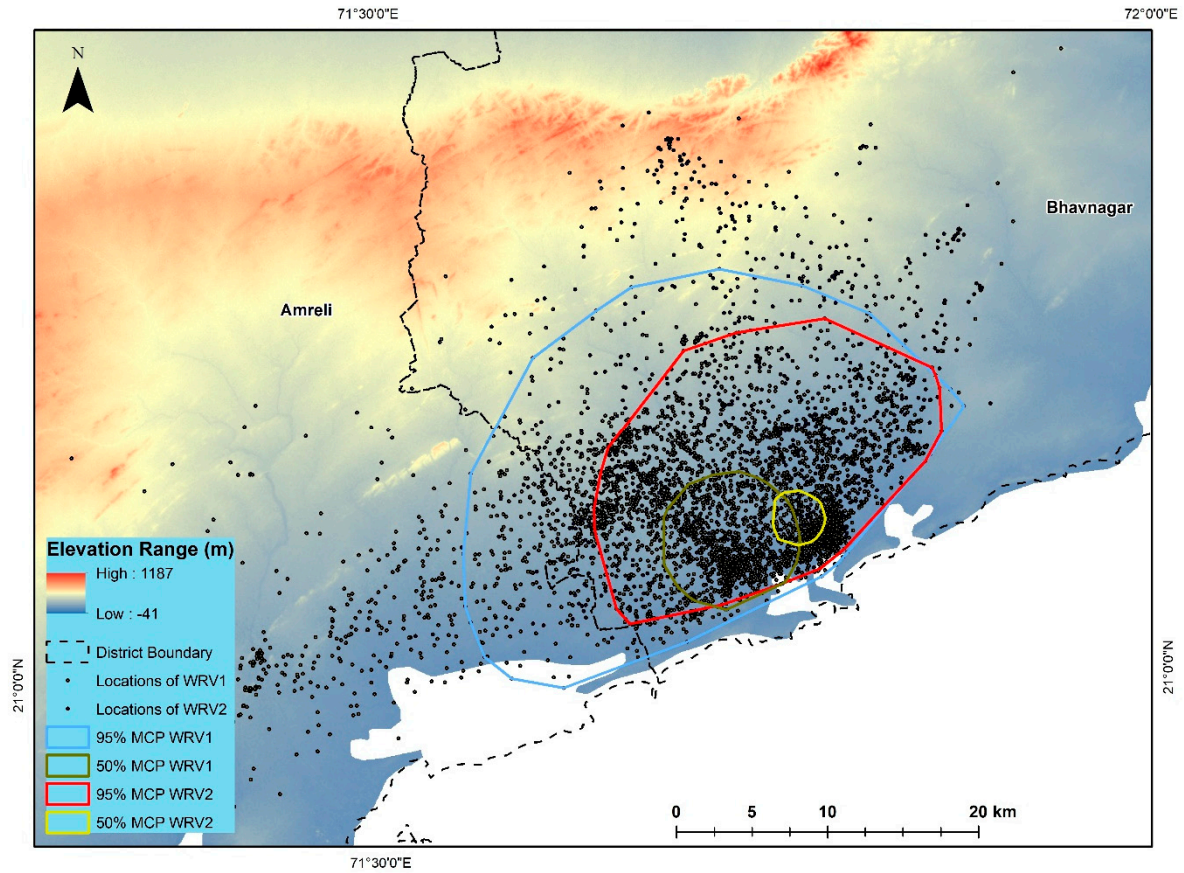 71°30'0"E
72°0'0"E
N
Bhavnagar
Amreli
Elevation Range (m)
High : 1187
Low : -41
District Boundary
Locations of WRV1
Locations of WRV2
95% MCP WRV1
50% MCP WRV1
95% MCP WRV2
50% MCP WRV2
21°0'0"N
21°0'0"N
0 5 10 20 km
71°30'0"E